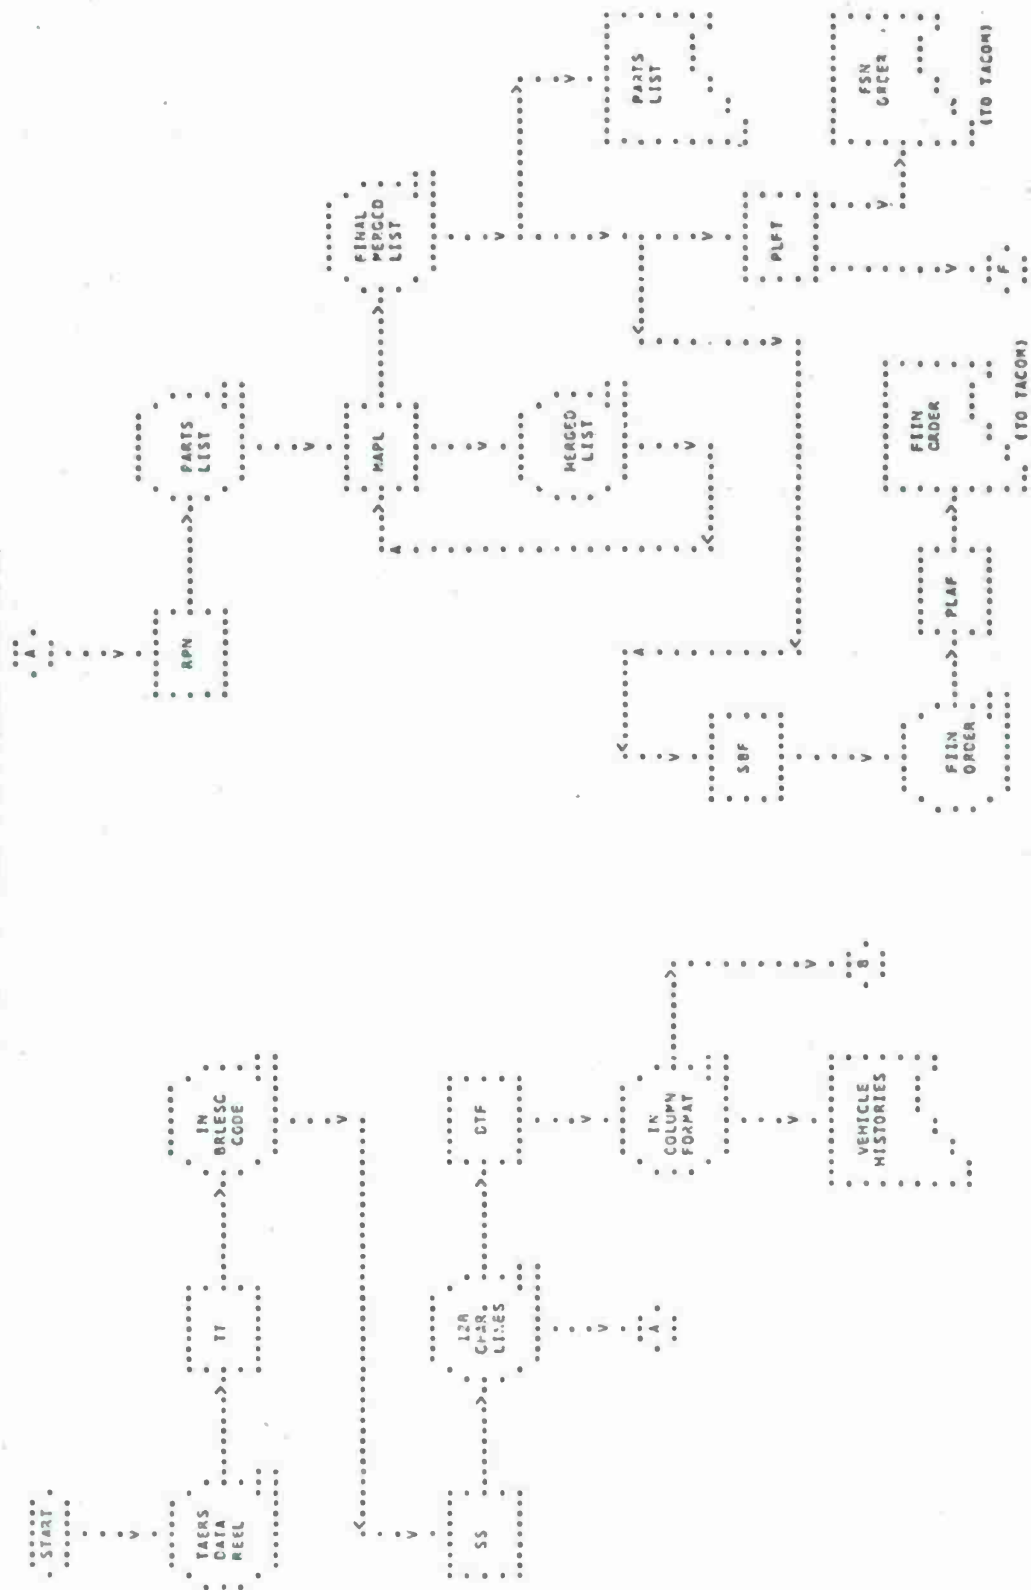 START
TAERS
DATA
REEL
TT
IN
BRLESC
CODE
SS
128
CHAR.
LINES
A
DTF
IN
COLUMN
FORMAT
B
VEHICLE
HISTORIES
A
RPN
PARTS
LIST
MAPL
FINAL
MERGED
LIST
MERGED
LIST
PARTS
LIST
SBF
PLFT
FSN
ORDER
(TO TACOM)
F
FIIN
ORDER
PLAF
FIIN
ORDER
(TO TACOM)